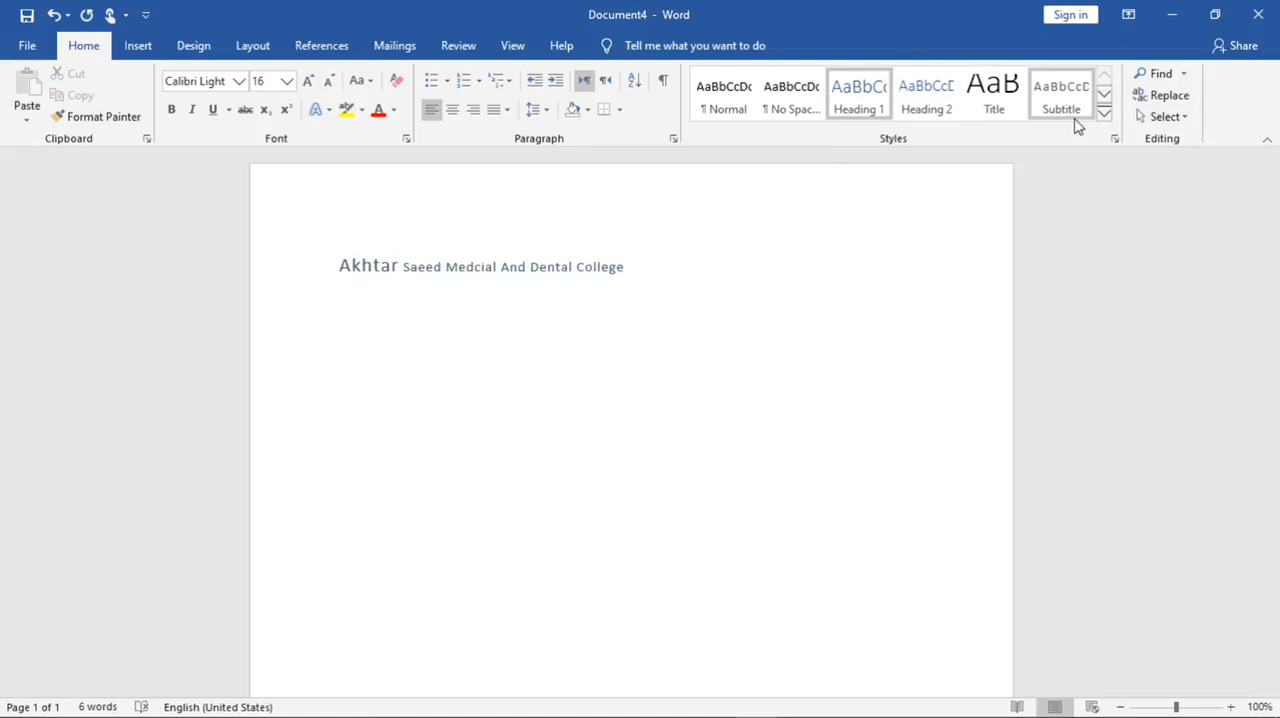 Document4 - Word
Sign in
File Home Insert Design Layout References Mailings Review View Help Tell me what you want to do Share
Paste
Cut
Copy
Format Painter
Clipboard
Calibri Light 16 Aa
B I U abc x₂ x² A A
Font
Paragraph
AaBbCcDc AaBbCcDc AaBbCc AaBbCcD AaB AaBbCcD
¶ Normal ¶ No Spac... Heading 1 Heading 2 Title Subtitle
Styles
Find
Replace
Select
Editing
Akhtar Saeed Medcial And Dental College
Page 1 of 1 6 words English (United States) 100%